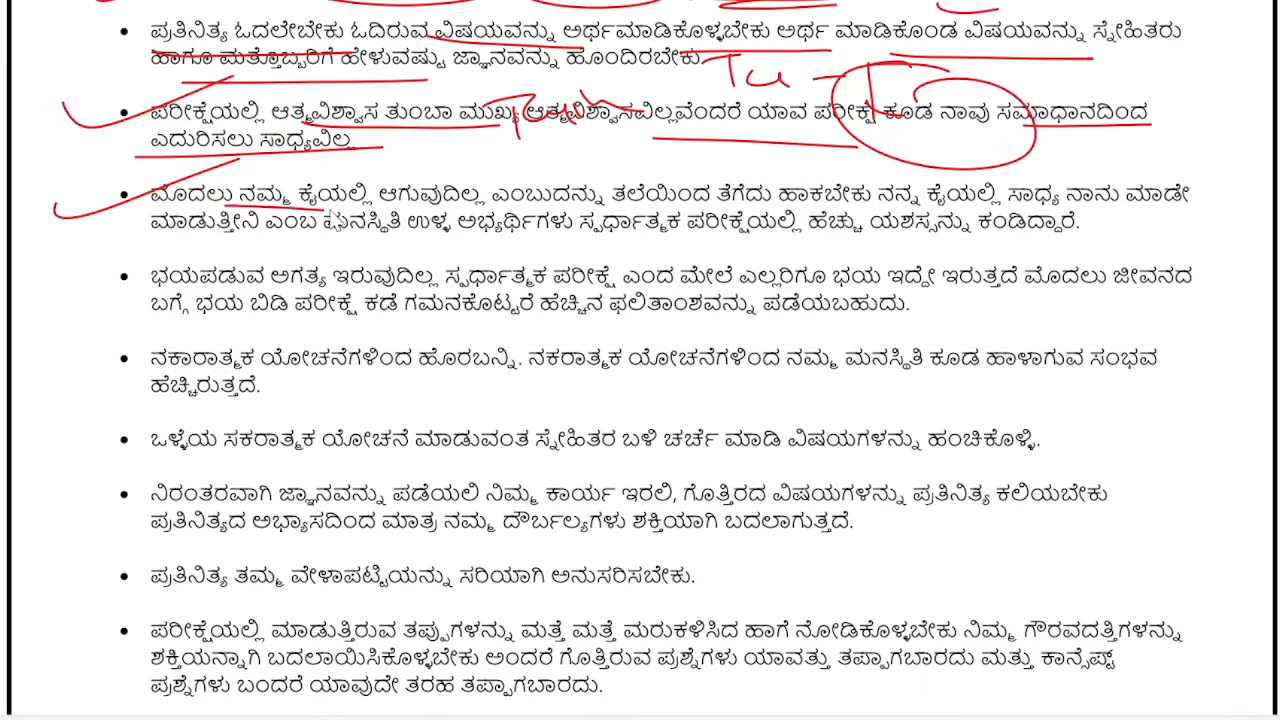 • ಪ್ರತಿನಿತ್ಯ ಓದಲೇಬೇಕು ಓದಿರುವ ವಿಷಯವನ್ನು ಅರ್ಥಮಾಡಿಕೊಳ್ಳಬೇಕು ಅರ್ಥ ಮಾಡಿಕೊಂಡ ವಿಷಯವನ್ನು ಸ್ನೇಹಿತರು
ಹಾಗೂ ಮತ್ತೊಬ್ಬರಿಗೆ ಹೇಳುವಷ್ಟು ಜ್ಞಾನವನ್ನು ಹೊಂದಿರಬೇಕು.
• ಪರೀಕ್ಷೆಯಲ್ಲಿ ಆತ್ಮವಿಶ್ವಾಸ ತುಂಬಾ ಮುಖ್ಯ ಆತ್ಮವಿಶ್ವಾಸವಿಲ್ಲವೆಂದರೆ ಯಾವ ಪರೀಕ್ಷೆ ಕೂಡ ನಾವು ಸಮಾಧಾನದಿಂದ
ಎದುರಿಸಲು ಸಾಧ್ಯವಿಲ್ಲ
• ಮೊದಲು ನಮ್ಮ ಕೈಯಲ್ಲಿ ಆಗುವುದಿಲ್ಲ ಎಂಬುದನ್ನು ತಲೆಯಿಂದ ತೆಗೆದು ಹಾಕಬೇಕು ನನ್ನ ಕೈಯಲ್ಲಿ ಸಾಧ್ಯ ನಾನು ಮಾಡೇ
ಮಾಡುತ್ತೀನಿ ಎಂಬ ಮನಸ್ಥಿತಿ ಉಳ್ಳ ಅಭ್ಯರ್ಥಿಗಳು ಸ್ಪರ್ಧಾತ್ಮಕ ಪರೀಕ್ಷೆಯಲ್ಲಿ ಹೆಚ್ಚು ಯಶಸ್ಸನ್ನು ಕಂಡಿದ್ದಾರೆ.
• ಭಯಪಡುವ ಅಗತ್ಯ ಇರುವುದಿಲ್ಲ ಸ್ಪರ್ಧಾತ್ಮಕ ಪರೀಕ್ಷೆ ಎಂದ ಮೇಲೆ ಎಲ್ಲರಿಗೂ ಭಯ ಇದ್ದೇ ಇರುತ್ತದೆ ಮೊದಲು ಜೀವನದ
ಬಗ್ಗೆ ಭಯ ಬಿಡಿ ಪರೀಕ್ಷೆ ಕಡೆ ಗಮನಕೊಟ್ಟರೆ ಹೆಚ್ಚಿನ ಫಲಿತಾಂಶವನ್ನು ಪಡೆಯಬಹುದು.
• ನಕಾರಾತ್ಮಕ ಯೋಚನೆಗಳಿಂದ ಹೊರಬನ್ನಿ. ನಕರಾತ್ಮಕ ಯೋಚನೆಗಳಿಂದ ನಮ್ಮ ಮನಸ್ಥಿತಿ ಕೂಡ ಹಾಳಾಗುವ ಸಂಭವ
ಹೆಚ್ಚಿರುತ್ತದೆ.
• ಒಳ್ಳೆಯ ಸಕರಾತ್ಮಕ ಯೋಚನೆ ಮಾಡುವಂತ ಸ್ನೇಹಿತರ ಬಳಿ ಚರ್ಚೆ ಮಾಡಿ ವಿಷಯಗಳನ್ನು ಹಂಚಿಕೊಳ್ಳಿ.
• ನಿರಂತರವಾಗಿ ಜ್ಞಾನವನ್ನು ಪಡೆಯಲಿ ನಿಮ್ಮ ಕಾರ್ಯ ಇರಲಿ, ಗೊತ್ತಿರದ ವಿಷಯಗಳನ್ನು ಪ್ರತಿನಿತ್ಯ ಕಲಿಯಬೇಕು
ಪ್ರತಿನಿತ್ಯದ ಅಭ್ಯಾಸದಿಂದ ಮಾತ್ರ ನಮ್ಮ ದೌರ್ಬಲ್ಯಗಳು ಶಕ್ತಿಯಾಗಿ ಬದಲಾಗುತ್ತದೆ.
• ಪ್ರತಿನಿತ್ಯ ತಮ್ಮ ವೇಳಾಪಟ್ಟಿಯನ್ನು ಸರಿಯಾಗಿ ಅನುಸರಿಸಬೇಕು.
• ಪರೀಕ್ಷೆಯಲ್ಲಿ ಮಾಡುತ್ತಿರುವ ತಪ್ಪುಗಳನ್ನು ಮತ್ತೆ ಮತ್ತೆ ಮರುಕಳಿಸಿದ ಹಾಗೆ ನೋಡಿಕೊಳ್ಳಬೇಕು ನಿಮ್ಮ ಗೌರವದತ್ತಿಗಳನ್ನು
ಶಕ್ತಿಯನ್ನಾಗಿ ಬದಲಾಯಿಸಿಕೊಳ್ಳಬೇಕು ಅಂದರೆ ಗೊತ್ತಿರುವ ಪ್ರಶ್ನೆಗಳು ಯಾವತ್ತು ತಪ್ಪಾಗಬಾರದು ಮತ್ತು ಕಾನ್ಸೆಪ್ಟ್
ಪ್ರಶ್ನೆಗಳು ಬಂದರೆ ಯಾವುದೇ ತರಹ ತಪ್ಪಾಗಬಾರದು.